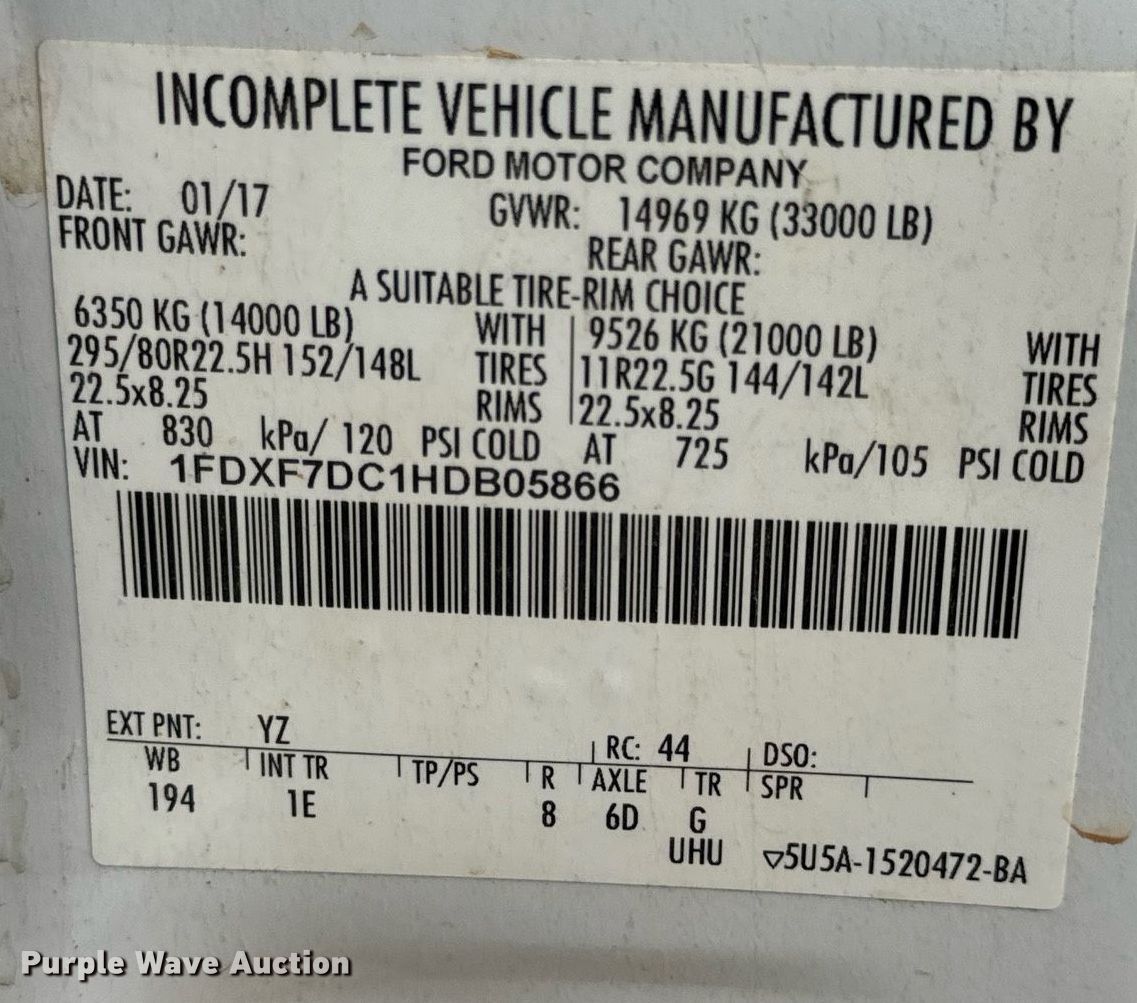 INCOMPLETE VEHICLE MANUFACTURED BY
FORD MOTOR COMPANY
DATE: 01/17 GVWR: 14969 KG (33000 LB)
FRONT GAWR: REAR GAWR:
A SUITABLE TIRE-RIM CHOICE
6350 KG (14000 LB) WITH 9526 KG (21000 LB) WITH
295/80R22.5H 152/148L TIRES 11R22.5G 144/142L TIRES
22.5x8.25 RIMS 22.5x8.25 RIMS
AT 830 kPa/ 120 PSI COLD AT 725 kPa/105 PSI COLD
VIN: 1FDXF7DC1HDB05866
EXT PNT: YZ RC: 44 DSO:
WB INT TR TP/PS R AXLE TR SPR
194 1E 8 6D G
UHU ▽5U5A-1520472-BA
Purple Wave Auction